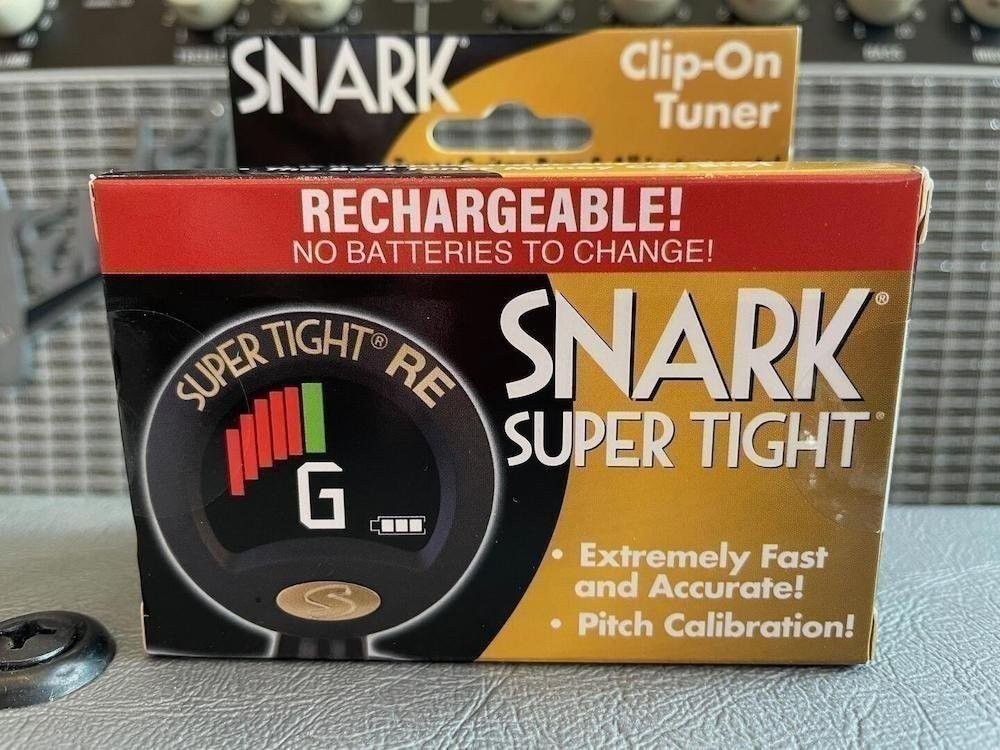 SNARK®
Clip-On
Tuner
RECHARGEABLE!
NO BATTERIES TO CHANGE!
SUPER TIGHT® RE
G
S
SNARK®
SUPER TIGHT®
• Extremely Fast
and Accurate!
• Pitch Calibration!